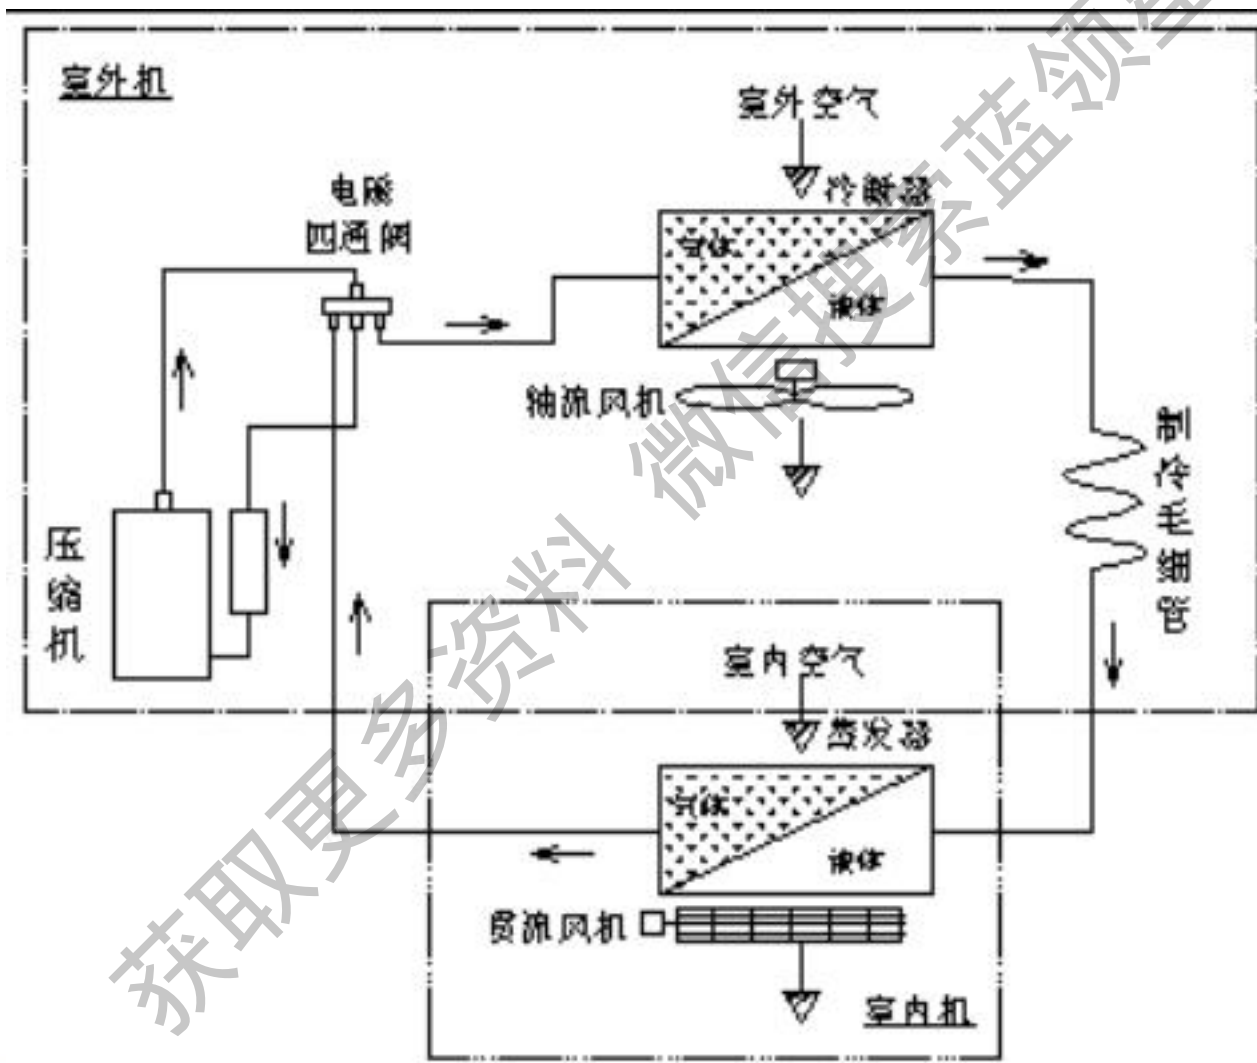 室外机
室外空气
冷凝器
电磁
四通阀
气体
液体
轴流风机
制冷毛细管
压缩机
室内空气
蒸发器
气体
液体
贯流风机
室内机
获取更多资料 微信搜索蓝领